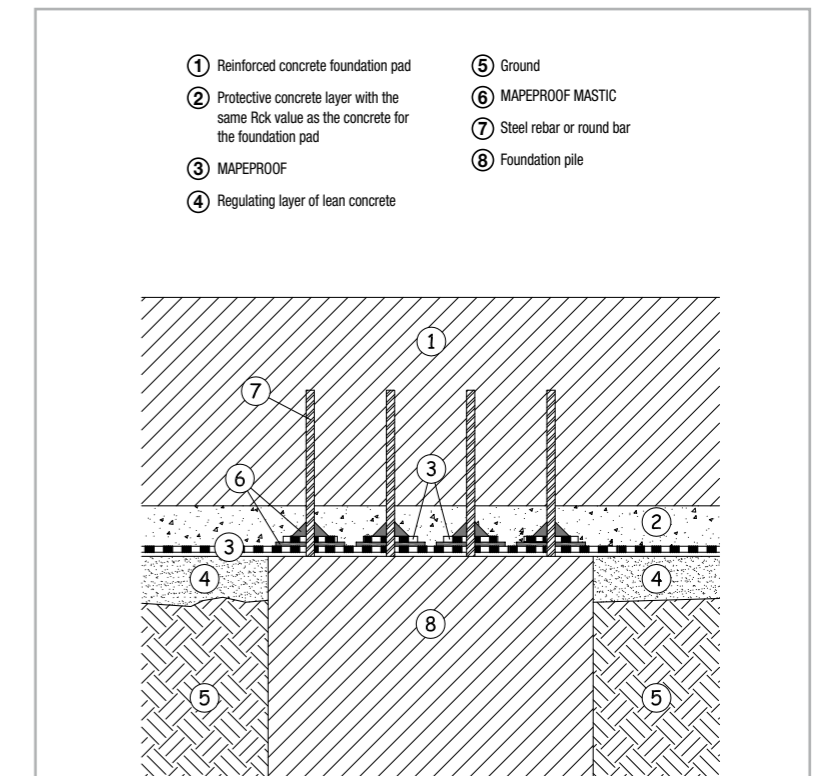 ① Reinforced concrete foundation pad
② Protective concrete layer with the
same Rck value as the concrete for
the foundation pad
③ MAPEPROOF
④ Regulating layer of lean concrete
⑤ Ground
⑥ MAPEPROOF MASTIC
⑦ Steel rebar or round bar
⑧ Foundation pile
①
⑦
③
⑥
②
③
④ ④
⑧
⑤ ⑤